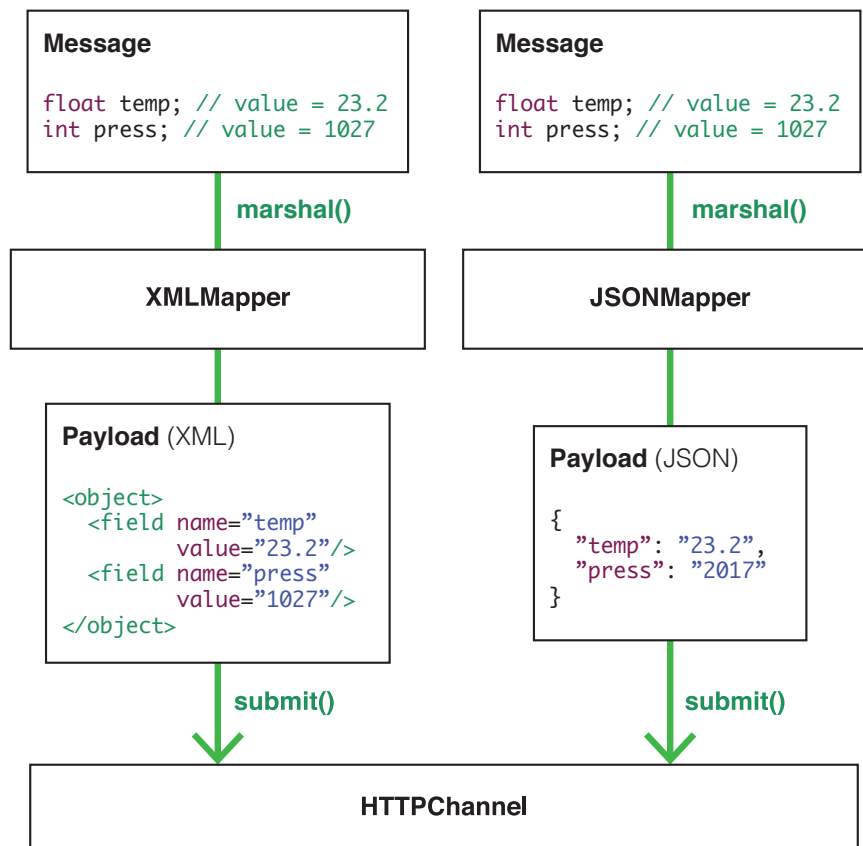 Message
float temp; // value = 23.2
int press; // value = 1027
marshal()
XMLMapper
Payload (XML)
<object>
  <field name=”temp”
         value=”23.2”/>
  <field name=”press”
         value=”1027”/>
</object>
submit()
Message
float temp; // value = 23.2
int press; // value = 1027
marshal()
JSONMapper
Payload (JSON)
{
  ”temp”: ”23.2”,
  ”press”: ”2017”
}
submit()
HTTPChannel